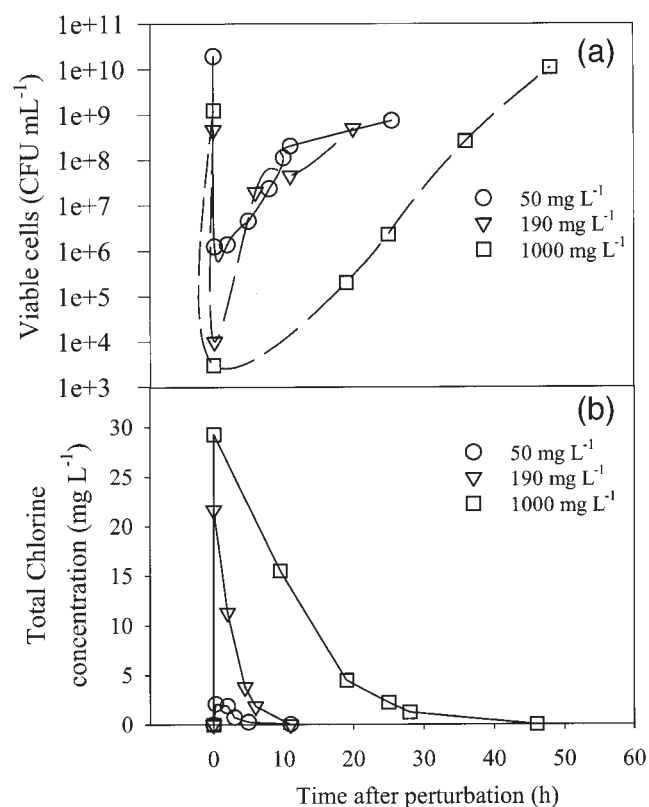 (a)
1e+11
1e+10
1e+9
1e+8
1e+7
1e+6
1e+5
1e+4
1e+3
Viable cells (CFU mL⁻¹)
50 mg L⁻¹
190 mg L⁻¹
1000 mg L⁻¹
(b)
30
25
20
15
10
5
0
Total Chlorine
concentration (mg L⁻¹)
50 mg L⁻¹
190 mg L⁻¹
1000 mg L⁻¹
0 10 20 30 40 50 60
Time after perturbation (h)